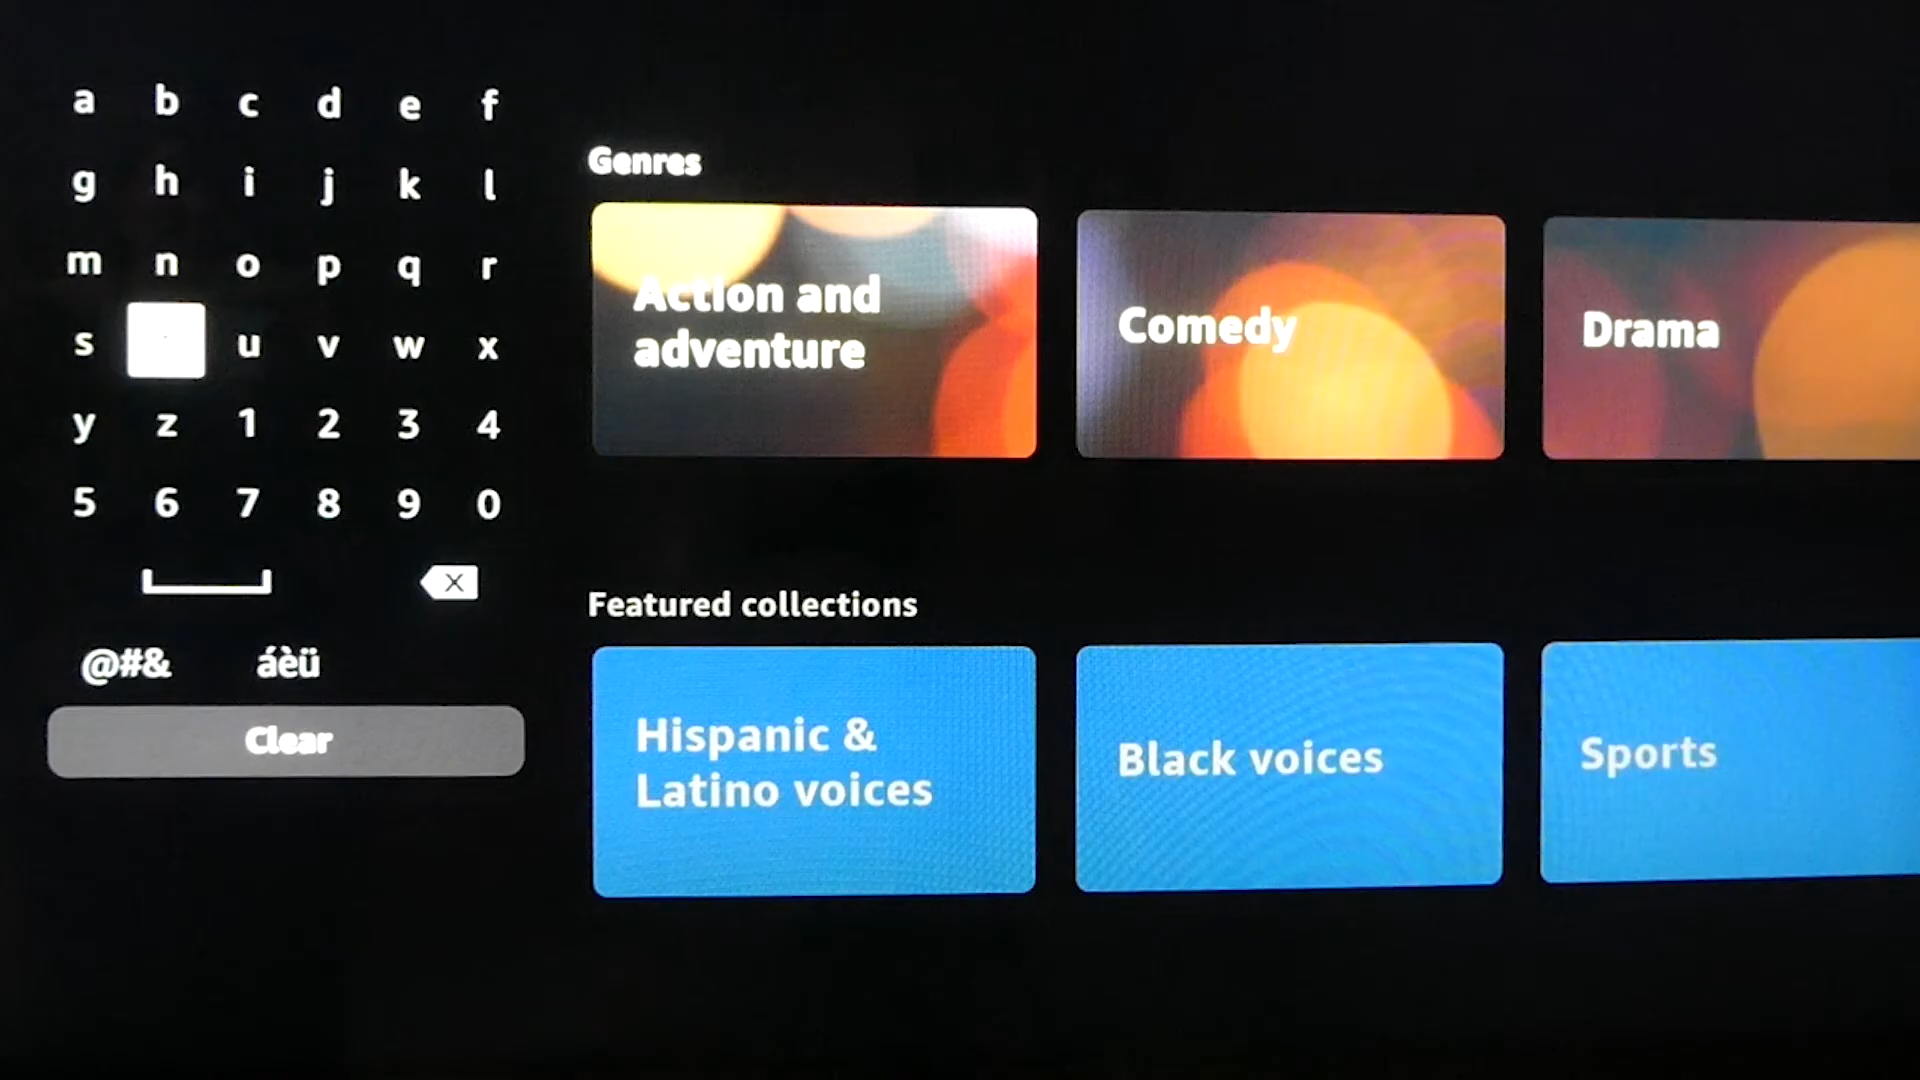 a b c d e f
g h i j k l
m n o p q r
s u v w x
y z 1 2 3 4
5 6 7 8 9 0
@#& áèü
Clear
Genres
Action and
adventure
Comedy
Drama
Featured collections
Hispanic &
Latino voices
Black voices
Sports